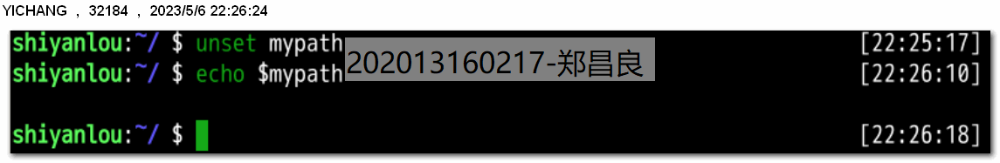 YICHANG , 32184 , 2023/5/6 22:26:24
shiyanlou:~/ $ unset mypath [22:25:17]
202013160217-郑昌良
shiyanlou:~/ $ echo $mypath [22:26:10]
shiyanlou:~/ $ [22:26:18]